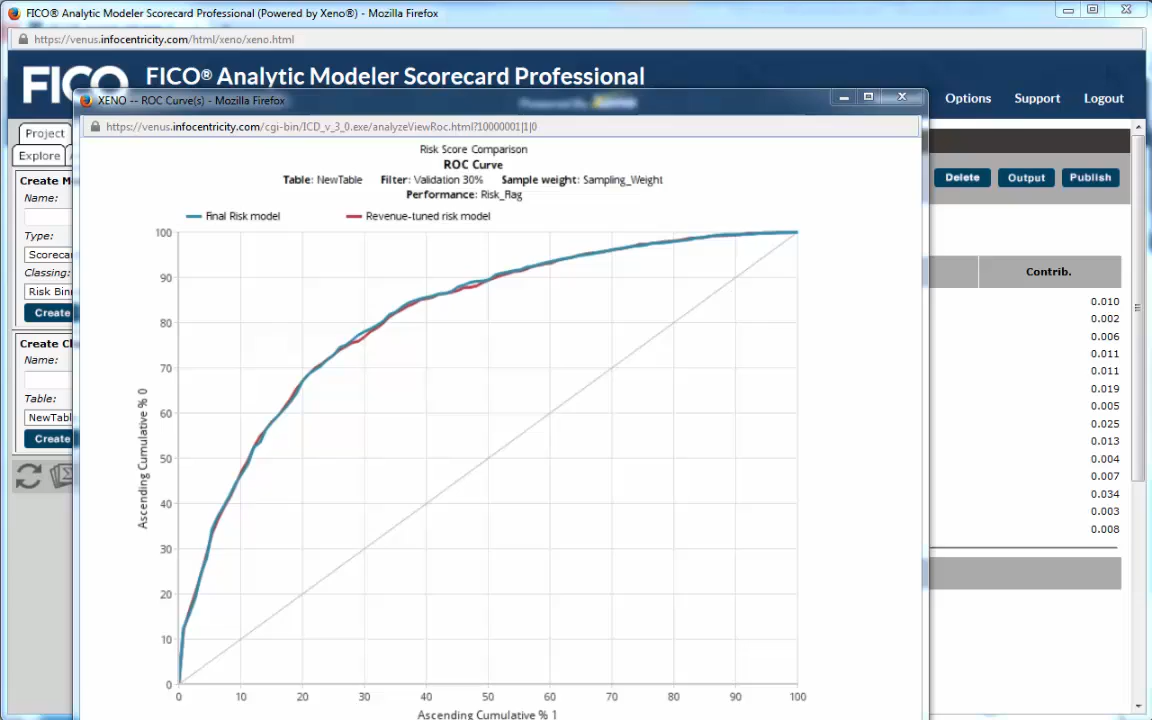 FICO® Analytic Modeler Scorecard Professional (Powered by Xeno®) - Mozilla Firefox
https://venus.infocentricity.com/html/xeno/xeno.html
FICO
FICO® Analytic Modeler Scorecard Professional
Options Support Logout
XENO -- ROC Curve(s) - Mozilla Firefox
https://venus.infocentricity.com/cgi-bin/ICD_v_3_0.exe/analyzeViewRoc.html?10000001|1|0
Project
Explore
Create M
Name:
Type:
Scorecar
Classing:
Risk Binn
Create
Create Cl
Name:
Table:
NewTabl
Create
Risk Score Comparison
ROC Curve
Table: NewTable Filter: Validation 30% Sample weight: Sampling_Weight
Performance: Risk_Flag
Final Risk model Revenue-tuned risk model
100
90
80
70
60
50
40
30
20
10
0
Ascending Cumulative % 0
0 10 20 30 40 50 60 70 80 90 100
Ascending Cumulative % 1
Delete Output Publish
Contrib.
0.010
0.002
0.006
0.011
0.011
0.019
0.005
0.025
0.013
0.004
0.007
0.034
0.003
0.008